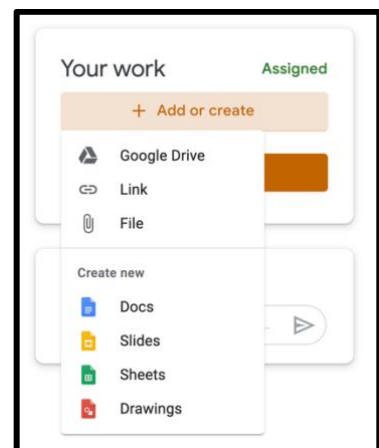 Your work
Assigned
+ Add or create
Google Drive
Link
File
Create new
Docs
Slides
Sheets
Drawings